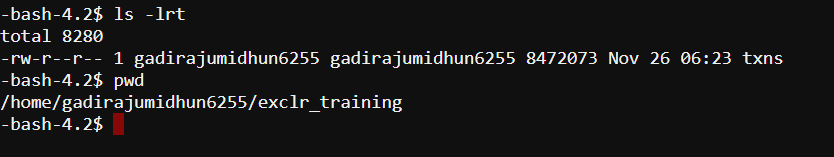 -bash-4.2$ ls -lrt
total 8280
-rw-r--r-- 1 gadirajumidhun6255 gadirajumidhun6255 8472073 Nov 26 06:23 txns
-bash-4.2$ pwd
/home/gadirajumidhun6255/exclr_training
-bash-4.2$